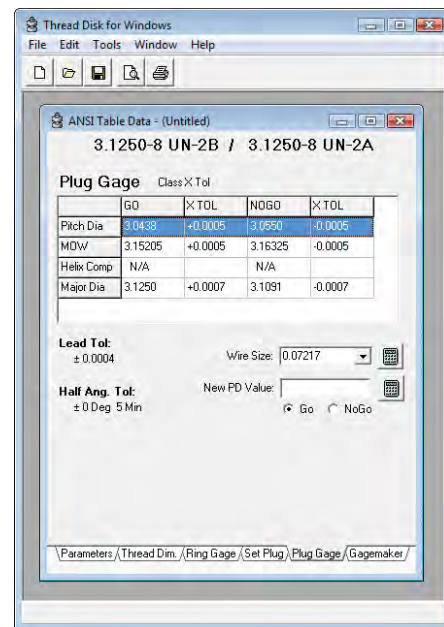 Thread Disk for Windows
File Edit Tools Window Help
ANSI Table Data - (Untitled)
3.1250-8 UN-2B / 3.1250-8 UN-2A
Plug Gage Class X Tol
GO X TOL NOGO X TOL
Pitch Dia 3.0438 +0.0005 3.0550 -0.0005
MOW 3.15205 +0.0005 3.16325 -0.0005
Helix Comp N/A N/A
Major Dia 3.1250 +0.0007 3.1091 -0.0007
Lead Tol:
± 0.0004 Wire Size: 0.07217
Half Ang. Tol: New PD Value:
± 0 Deg 5 Min Go NoGo
Parameters Thread Dim. Ring Gage Set Plug Plug Gage Gagemaker